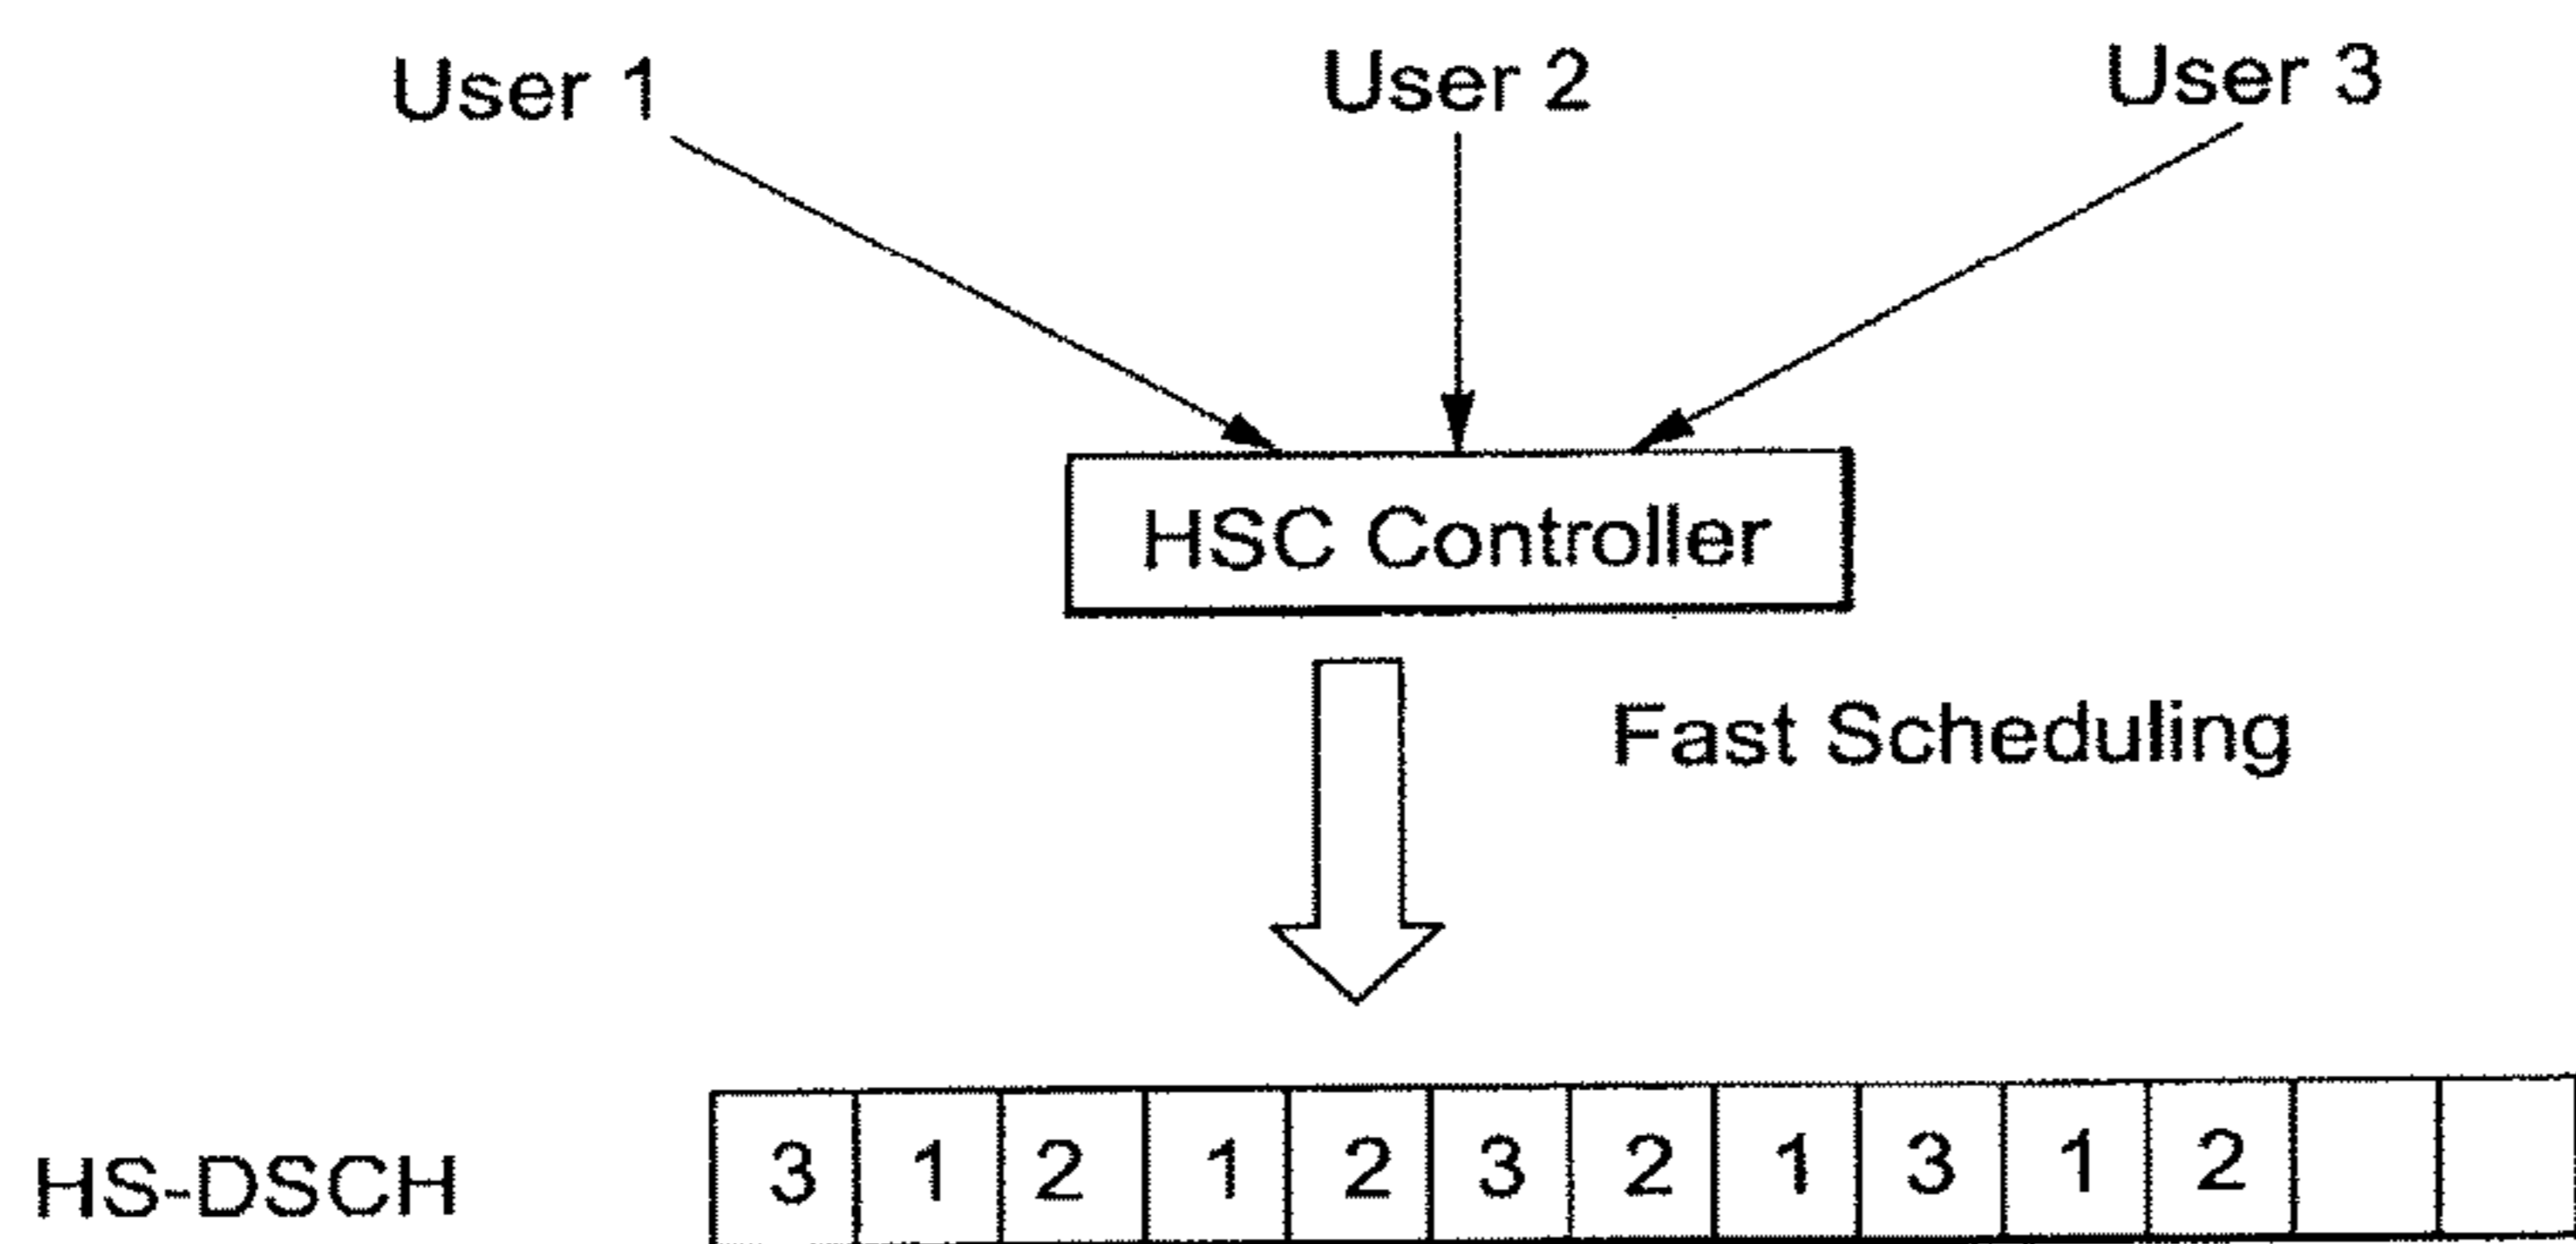 User 1 User 2 User 3
HSC Controller
Fast Scheduling
HS-DSCH 3 1 2 1 2 3 2 1 3 1 2